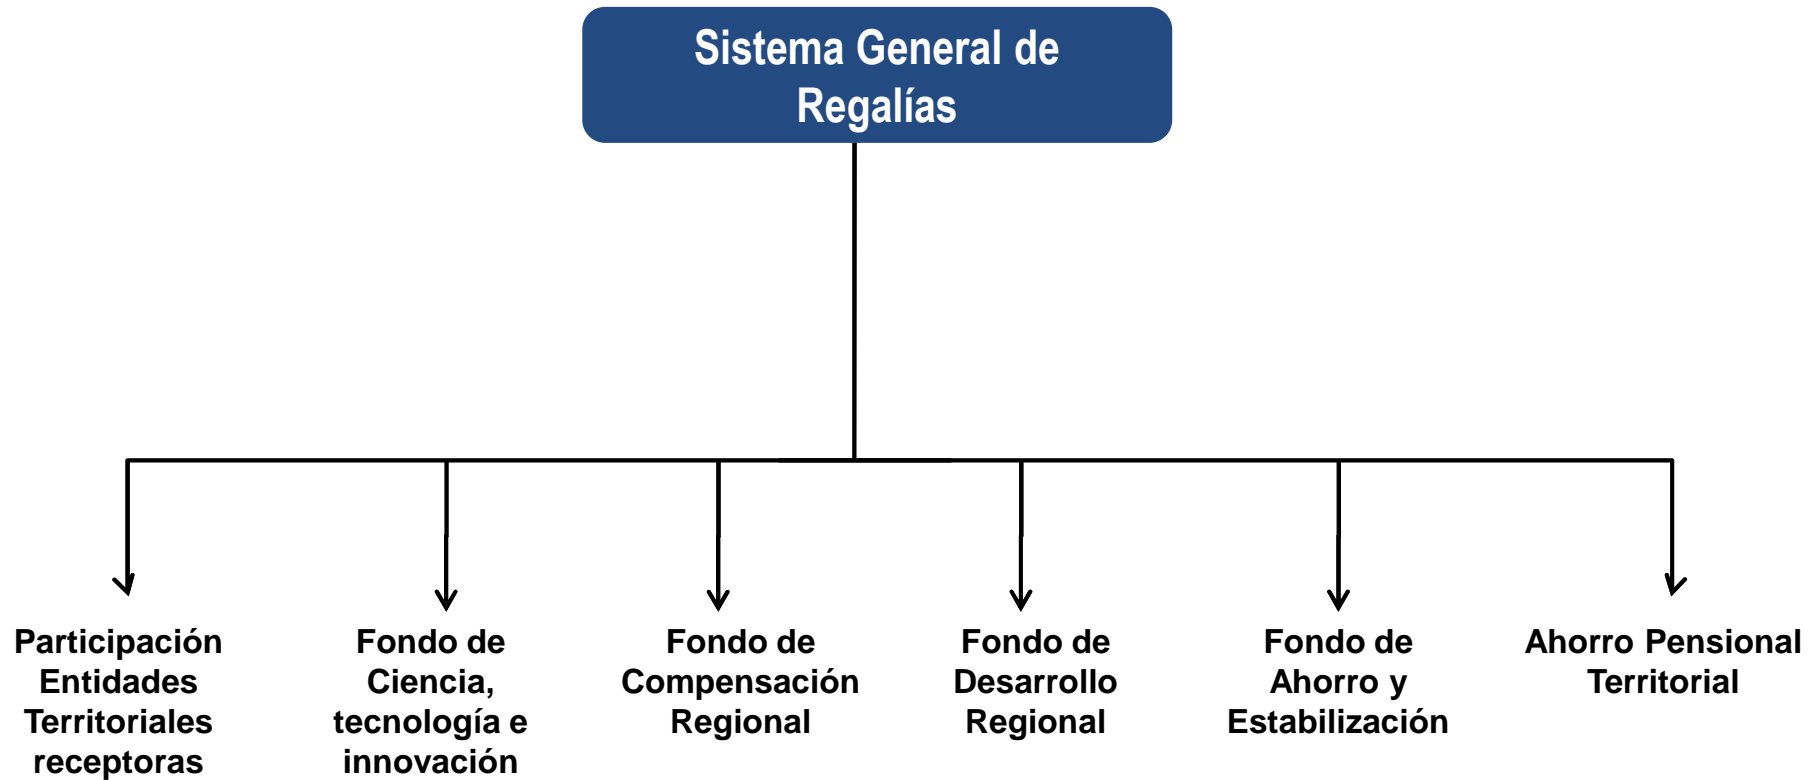 Sistema General de
Regalías
Participación
Entidades
Territoriales
receptoras
Fondo de
Ciencia,
tecnología e
innovación
Fondo de
Compensación
Regional
Fondo de
Desarrollo
Regional
Fondo de
Ahorro y
Estabilización
Ahorro Pensional
Territorial